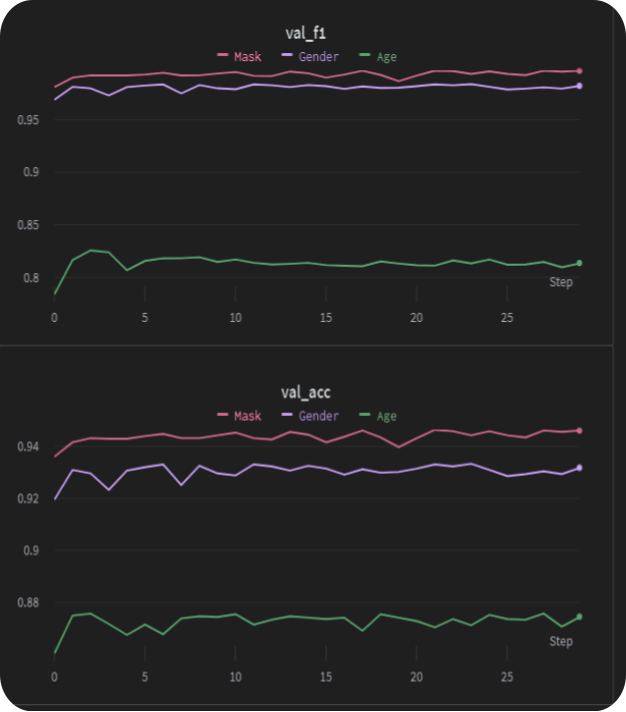 val_f1
Mask Gender Age
0.95
0.9
0.85
0.8
Step
0 5 10 15 20 25
val_acc
Mask Gender Age
0.94
0.92
0.9
0.88
Step
0 5 10 15 20 25